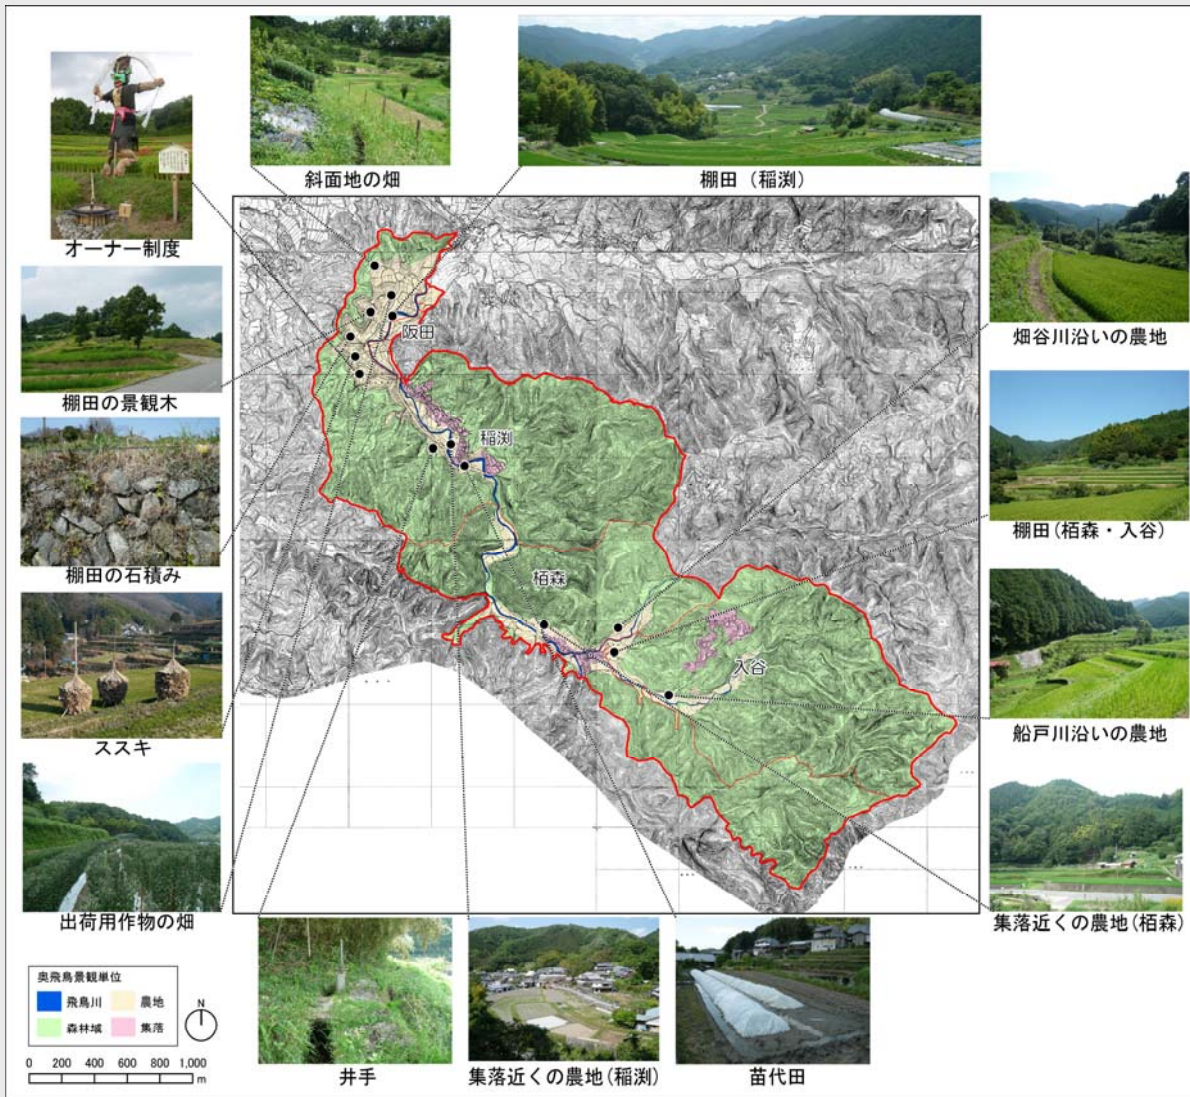 斜面地の畑
棚田（稲渕）
オーナー制度
畑谷川沿いの農地
棚田の景観木
棚田(栢森・入谷)
棚田の石積み
船戸川沿いの農地
ススキ
集落近くの農地(栢森)
出荷用作物の畑
阪田
稲渕
栢森
入谷
井手
集落近くの農地(稲渕)
苗代田
奥飛鳥景観単位
飛鳥川
農地
森林域
集落
N
0 200 400 600 800 1,000
m